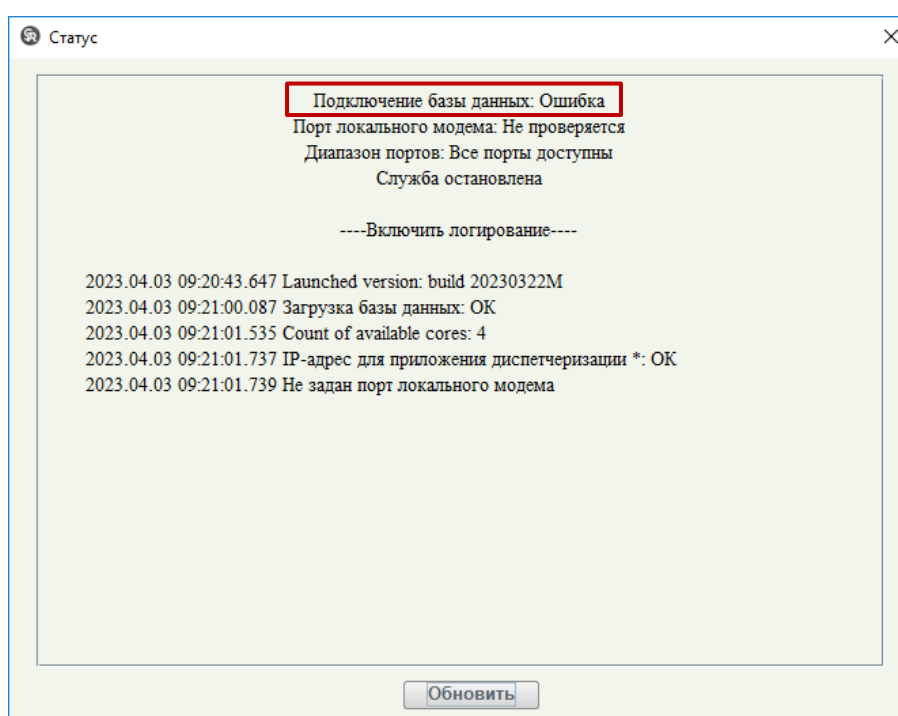 Статус
Подключение базы данных: Ошибка
Порт локального модема: Не проверяется
Диапазон портов: Все порты доступны
Служба остановлена
----Включить логирование----
2023.04.03 09:20:43.647 Launched version: build 20230322M
2023.04.03 09:21:00.087 Загрузка базы данных: OK
2023.04.03 09:21:01.535 Count of available cores: 4
2023.04.03 09:21:01.737 IP-адрес для приложения диспетчеризации *: OK
2023.04.03 09:21:01.739 Не задан порт локального модема
Обновить